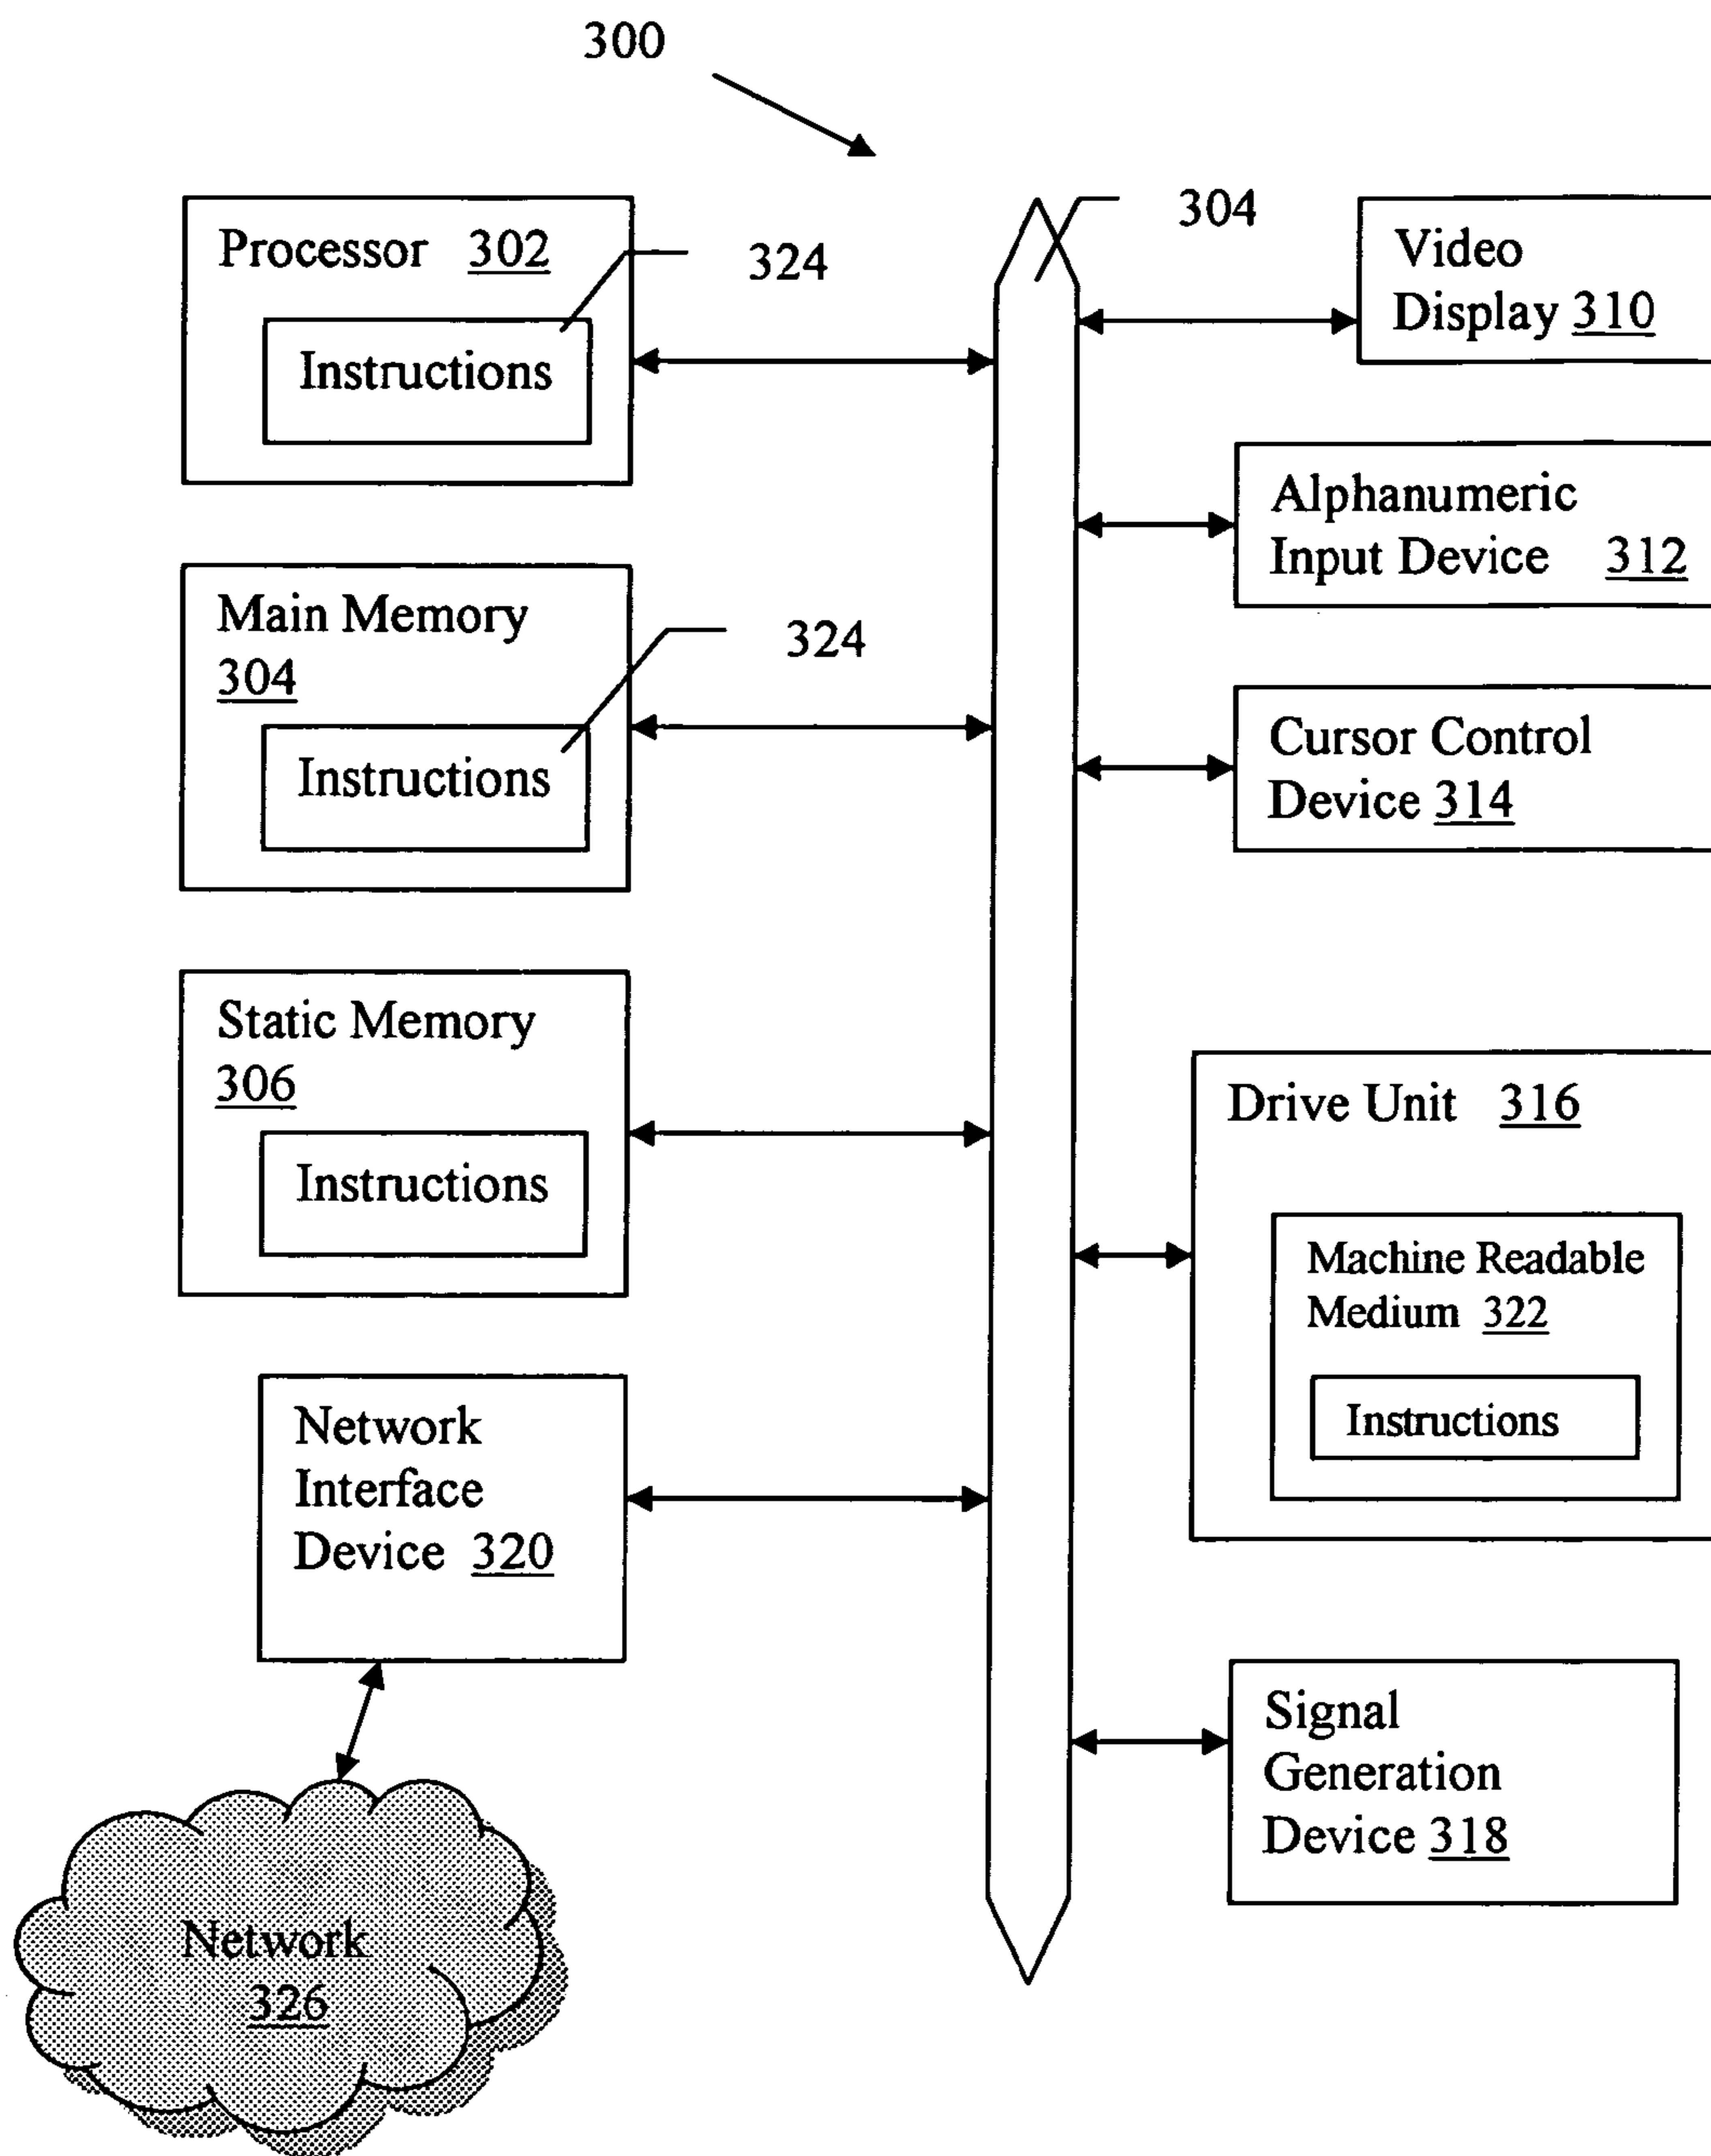 300
Processor 302
324
Instructions
Main Memory
304
324
Instructions
Static Memory
306
Instructions
Network
Interface
Device 320
Network
326
304
Video
Display 310
Alphanumeric
Input Device 312
Cursor Control
Device 314
Drive Unit 316
Machine Readable
Medium 322
Instructions
Signal
Generation
Device 318